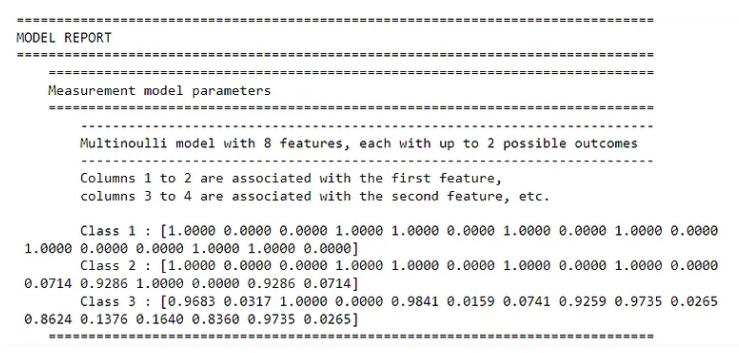 ================================================================================
MODEL REPORT
================================================================================
============================================================================
Measurement model parameters
============================================================================
------------------------------------------------------------------------
Multinoulli model with 8 features, each with up to 2 possible outcomes
------------------------------------------------------------------------
Columns 1 to 2 are associated with the first feature,
columns 3 to 4 are associated with the second feature, etc.
Class 1 : [1.0000 0.0000 0.0000 1.0000 1.0000 0.0000 1.0000 0.0000 1.0000 0.0000
1.0000 0.0000 0.0000 1.0000 1.0000 0.0000]
Class 2 : [1.0000 0.0000 0.0000 1.0000 1.0000 0.0000 1.0000 0.0000 1.0000 0.0000
0.0714 0.9286 1.0000 0.0000 0.9286 0.0714]
Class 3 : [0.9683 0.0317 1.0000 0.0000 0.9841 0.0159 0.0741 0.9259 0.9735 0.0265
0.8624 0.1376 0.1640 0.8360 0.9735 0.0265]
============================================================================